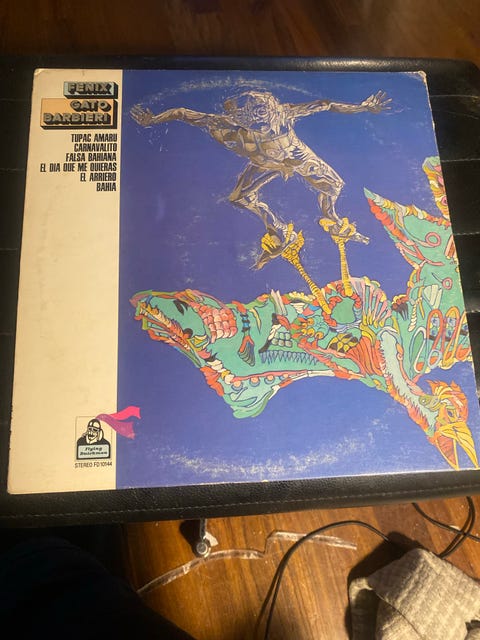 FENIX
GATO
BARBIERI
TUPAC AMARU
CARNAVALITO
FALSA BAHIANA
EL DIA QUE ME QUIERAS
EL ARRIERO
BAHIA
Flying
Dutchman
STEREO FD 10144